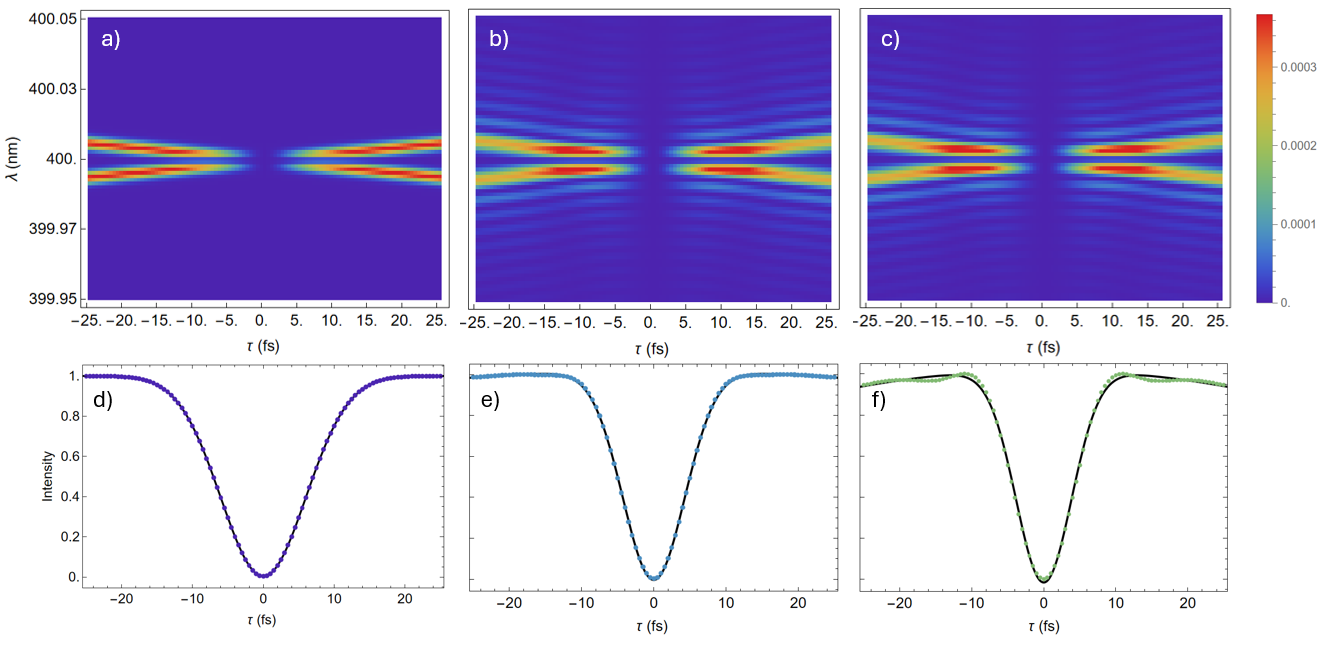 400.05
400.03
400.
399.97
399.95
λ (nm)
a)
−25. −20. −15. −10. −5. 0. 5. 10. 15. 20. 25.
τ (fs)
b)
−25. −20. −15. −10. −5. 0. 5. 10. 15. 20. 25.
τ (fs)
c)
−25. −20. −15. −10. −5. 0. 5. 10. 15. 20. 25.
τ (fs)
0.0003
0.0002
0.0001
0.
1.
0.8
0.6
0.4
0.2
0.
Intensity
d)
−20 −10 0 10 20
τ (fs)
e)
−20 −10 0 10 20
τ (fs)
f)
−20 −10 0 10 20
τ (fs)